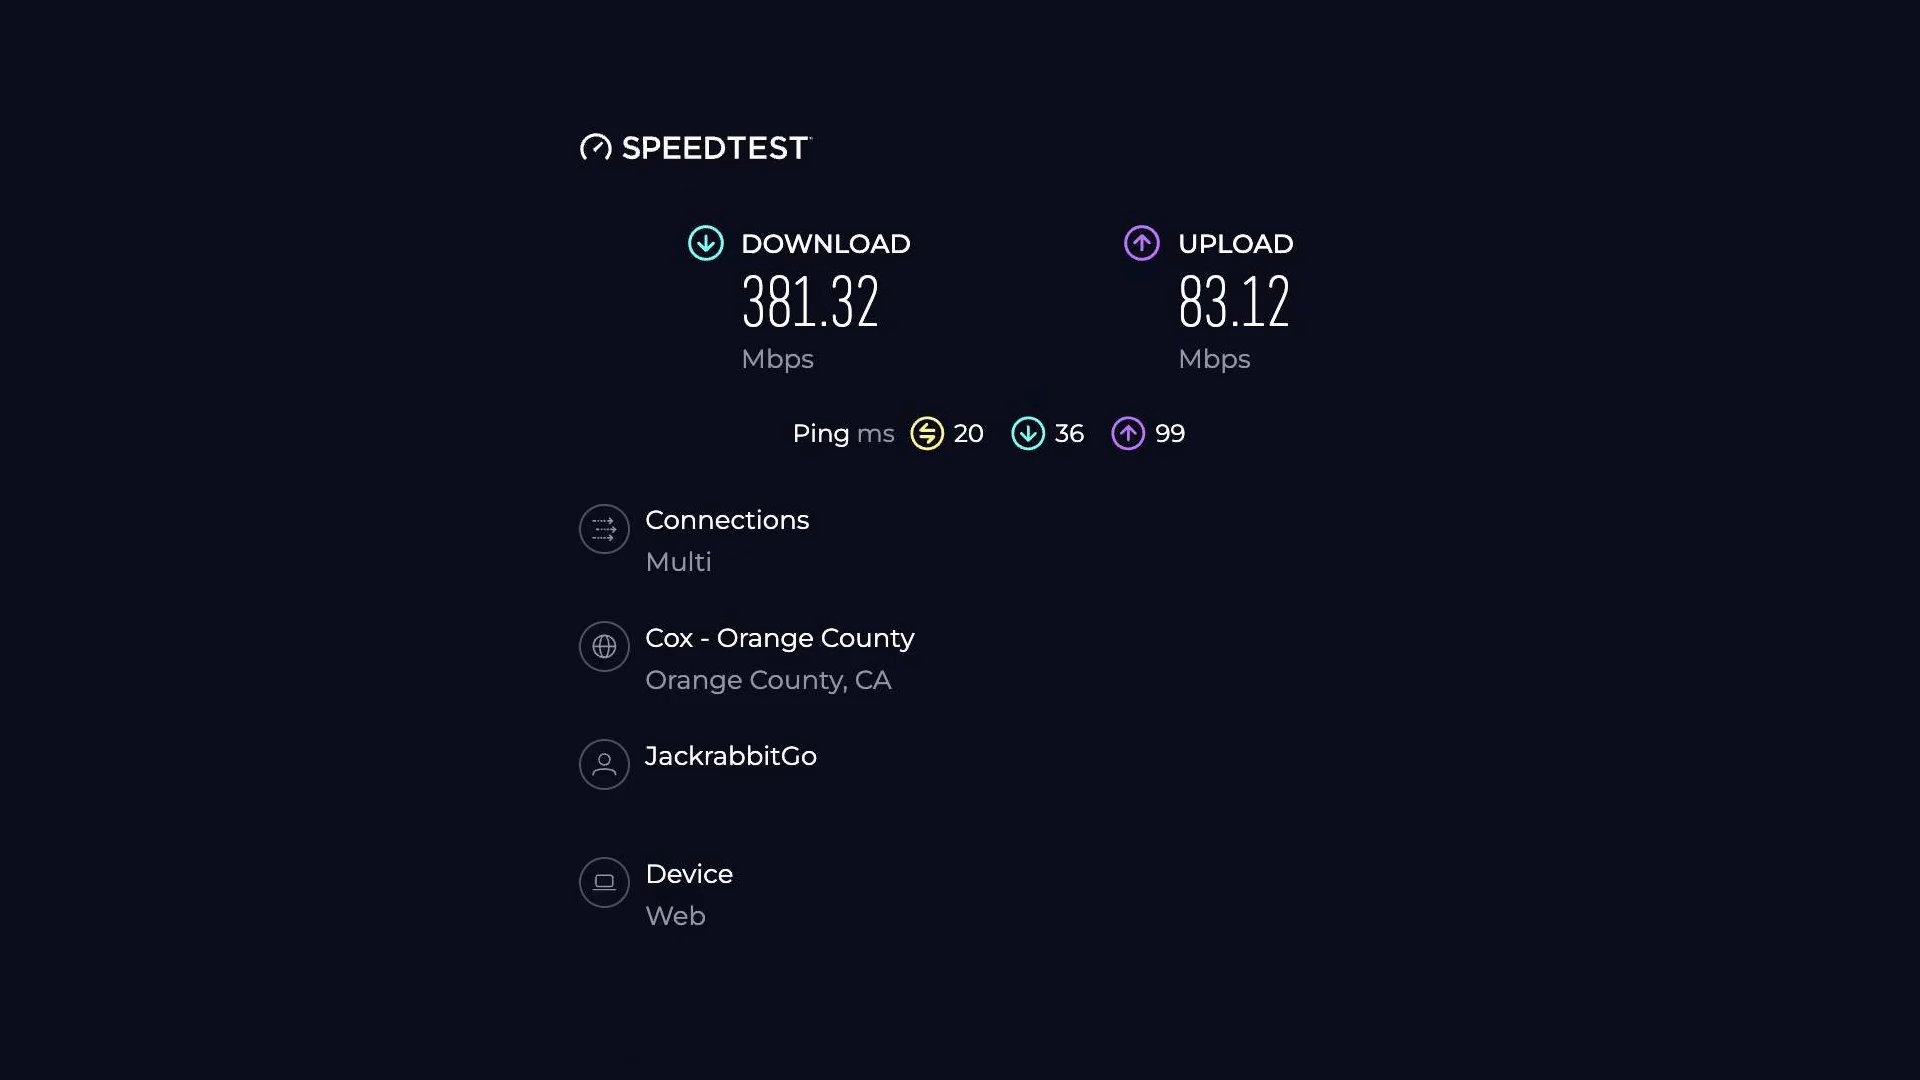 SPEEDTEST
DOWNLOAD UPLOAD
381.32 83.12
Mbps Mbps
Ping ms 20 36 99
Connections
Multi
Cox - Orange County
Orange County, CA
JackrabbitGo
Device
Web